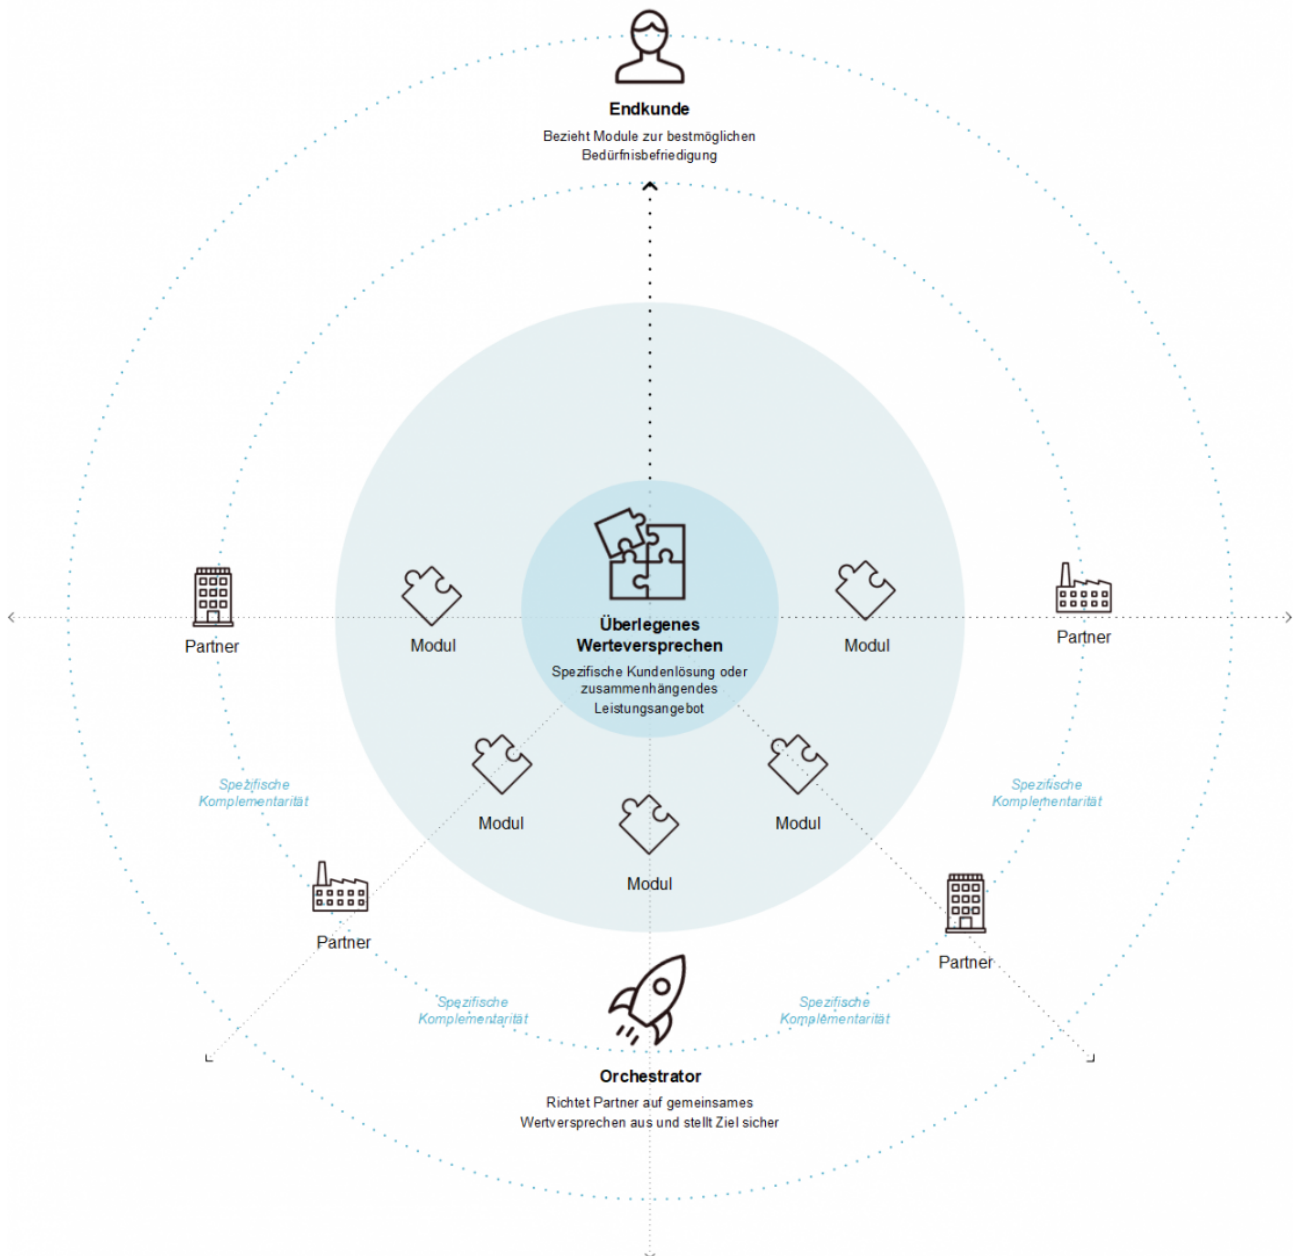 Endkunde
Bezieht Module zur bestmöglichen
Bedürfnisbefriedigung
Überlegenes
Werteversprechen
Spezifische Kundenlösung oder
zusammenhängendes
Leistungsangebot
Partner
Modul
Modul
Partner
Spezifische
Komplementarität
Spezifische
Komplementarität
Modul
Modul
Modul
Partner
Partner
Spezifische
Komplementarität
Spezifische
Komplementarität
Orchestrator
Richtet Partner auf gemeinsames
Wertversprechen aus und stellt Ziel sicher